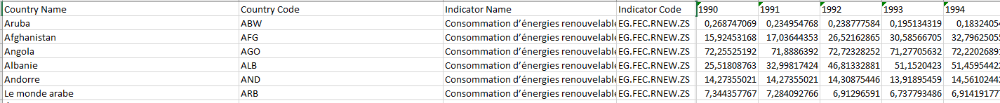 Country Name Country Code Indicator Name Indicator Code 1990 1991 1992 1993 1994
Aruba ABW Consommation d’énergies renouvelable EG.FEC.RNEW.ZS 0,268747069 0,234954768 0,238777584 0,195134319 0,1832405
Afghanistan AFG Consommation d’énergies renouvelable EG.FEC.RNEW.ZS 15,92453168 17,03644353 26,52162865 30,58566705 32,7962505
Angola AGO Consommation d’énergies renouvelable EG.FEC.RNEW.ZS 72,25525192 71,8886392 72,72328252 71,27705632 72,2202689
Albanie ALB Consommation d’énergies renouvelable EG.FEC.RNEW.ZS 25,51808763 32,99817424 46,81332881 51,1520423 51,4595442
Andorre AND Consommation d’énergies renouvelable EG.FEC.RNEW.ZS 14,27355021 14,27355021 14,30875446 13,91895459 14,5610244
Le monde arabe ARB Consommation d’énergies renouvelable EG.FEC.RNEW.ZS 7,344357767 7,284092766 6,91296591 6,737793486 6,91419177